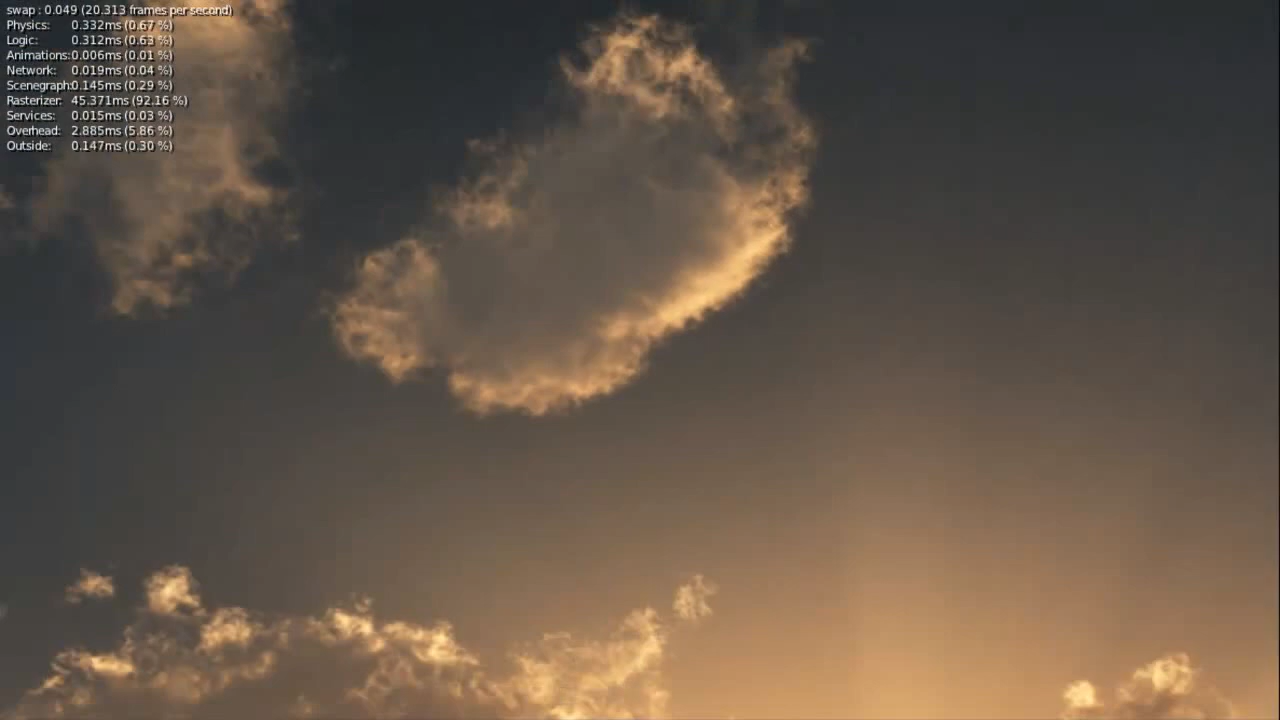 swap : 0.049 (20.313 frames per second)
Physics: 0.332ms (0.67 %)
Logic: 0.312ms (0.63 %)
Animations: 0.006ms (0.01 %)
Network: 0.019ms (0.04 %)
Scenegraph: 0.145ms (0.29 %)
Rasterizer: 45.371ms (92.16 %)
Services: 0.015ms (0.03 %)
Overhead: 2.885ms (5.86 %)
Outside: 0.147ms (0.30 %)